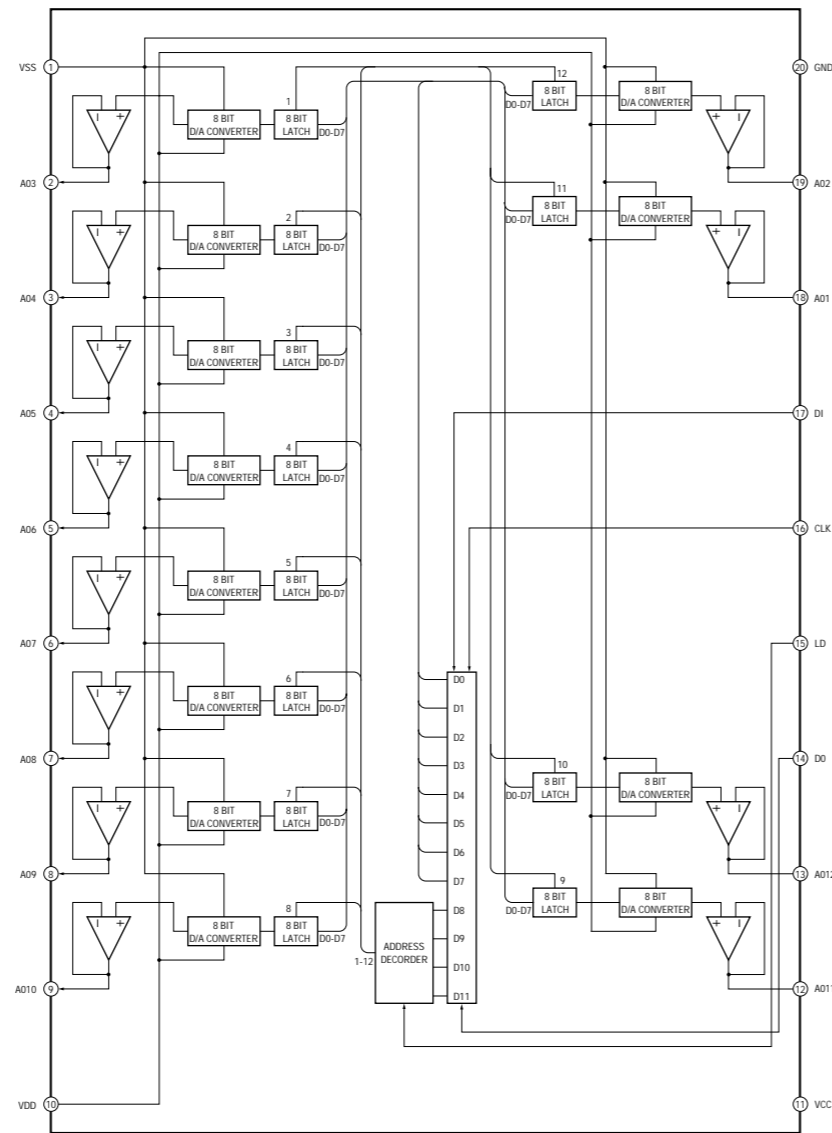 VSS
1
GND
20
1
8 BIT
D/A CONVERTER
8 BIT
LATCH
D0-D7
12
8 BIT
LATCH
D0-D7
8 BIT
D/A CONVERTER
I +
+ I
A03
2
A02
19
2
8 BIT
D/A CONVERTER
8 BIT
LATCH
D0-D7
11
8 BIT
LATCH
D0-D7
8 BIT
D/A CONVERTER
I +
+ I
A04
3
A01
18
3
8 BIT
D/A CONVERTER
8 BIT
LATCH
D0-D7
I +
A05
4
DI
17
4
8 BIT
D/A CONVERTER
8 BIT
LATCH
D0-D7
I +
A06
5
CLK
16
5
8 BIT
D/A CONVERTER
8 BIT
LATCH
D0-D7
I +
A07
6
LD
15
6
8 BIT
D/A CONVERTER
8 BIT
LATCH
D0-D7
I +
A08
7
D0
14
7
8 BIT
D/A CONVERTER
8 BIT
LATCH
D0-D7
10
8 BIT
LATCH
D0-D7
8 BIT
D/A CONVERTER
I +
+ I
A09
8
A012
13
8
8 BIT
D/A CONVERTER
8 BIT
LATCH
D0-D7
9
8 BIT
LATCH
D0-D7
8 BIT
D/A CONVERTER
I +
+ I
A010
9
A011
12
D0
D1
D2
D3
D4
D5
D6
D7
D8
D9
D10
D11
ADDRESS
DECORDER
1-12
VDD
10
VCC
11